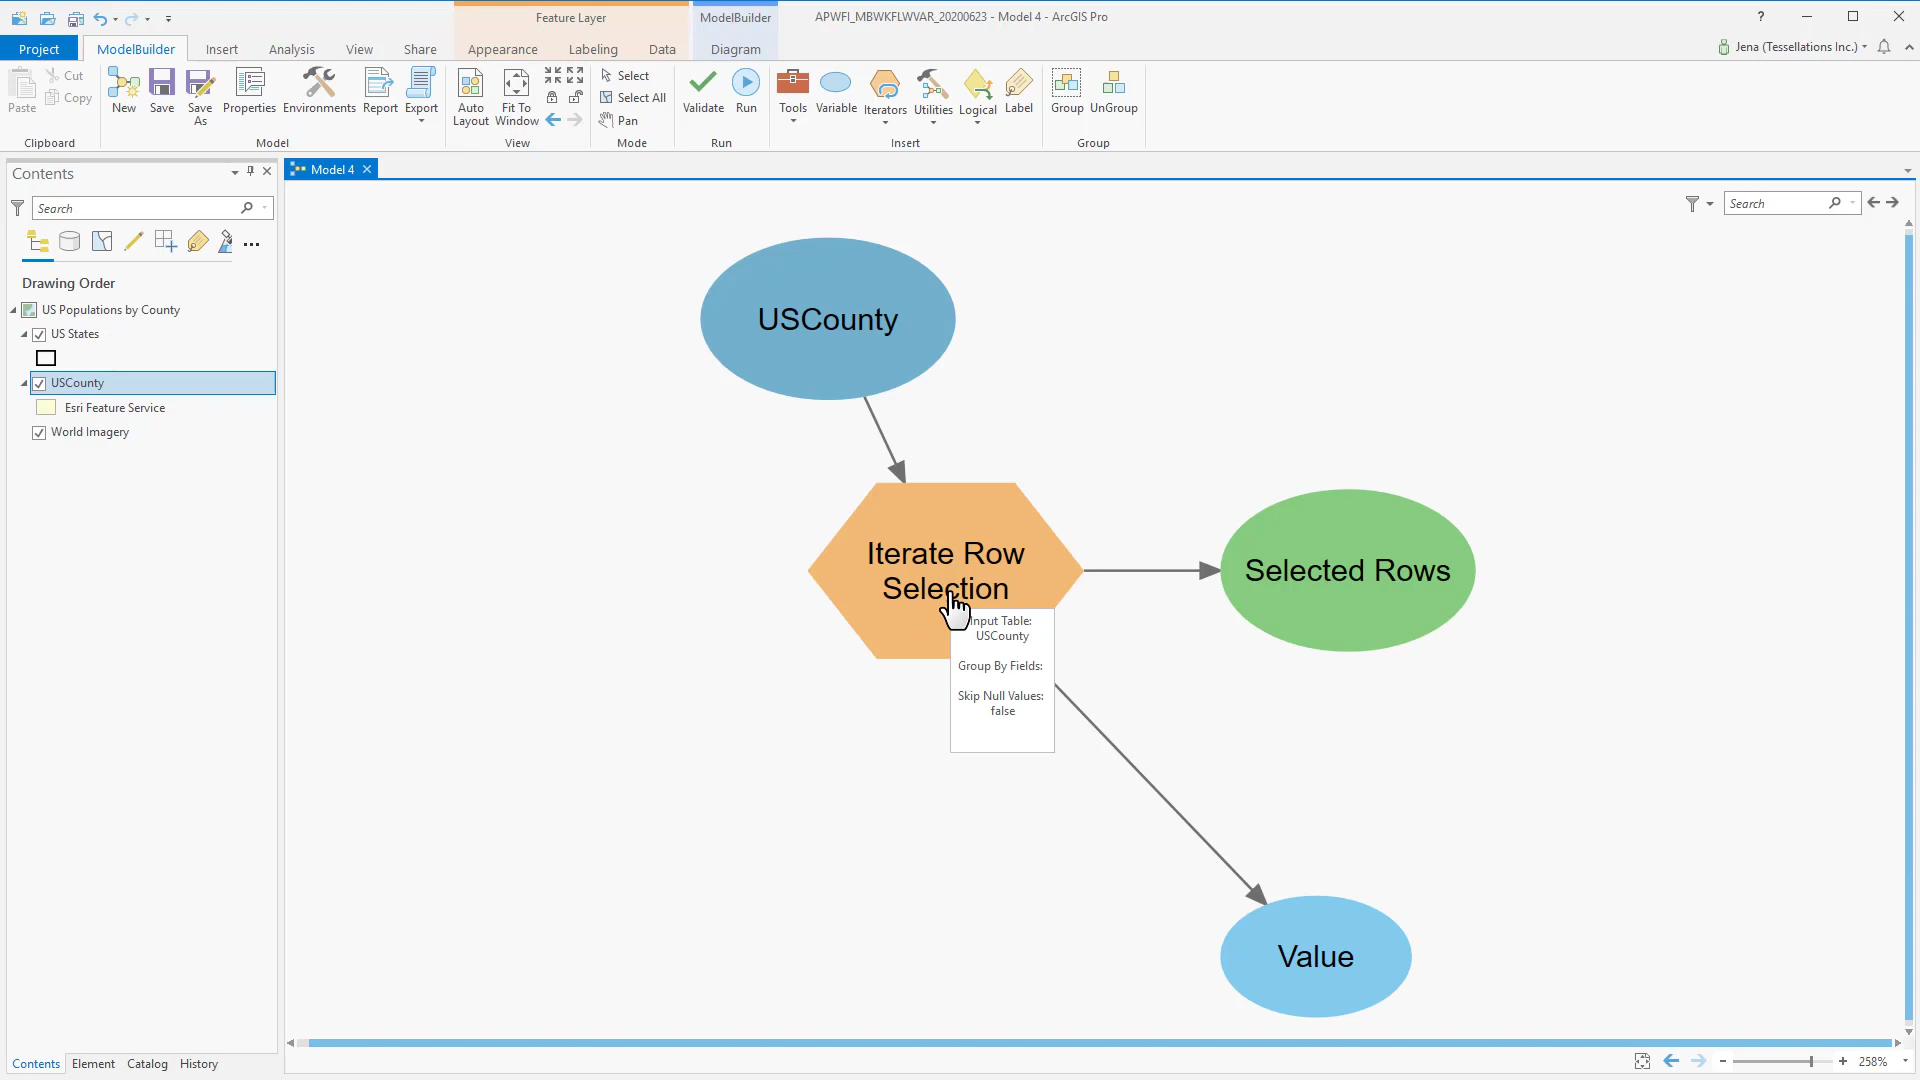 Feature Layer
ModelBuilder
APWFI_MBWKFLWVAR_20200623 - Model 4 - ArcGIS Pro
?
Project
ModelBuilder
Insert
Analysis
View
Share
Appearance
Labeling
Data
Diagram
Jena (Tessellations Inc.)
Paste
Cut
Copy
Clipboard
New
Save
Save
As
Properties
Environments
Report
Export
Model
Auto
Layout
Fit To
Window
View
Select
Select All
Pan
Mode
Validate
Run
Run
Tools
Variable
Iterators
Utilities
Logical
Label
Insert
Group
UnGroup
Group
Contents
Search
Drawing Order
US Populations by County
US States
USCounty
Esri Feature Service
World Imagery
Model 4
Search
USCounty
Iterate Row
Selection
Selected Rows
Input Table:
USCounty
Group By Fields:
Skip Null Values:
false
Value
Contents
Element
Catalog
History
258%